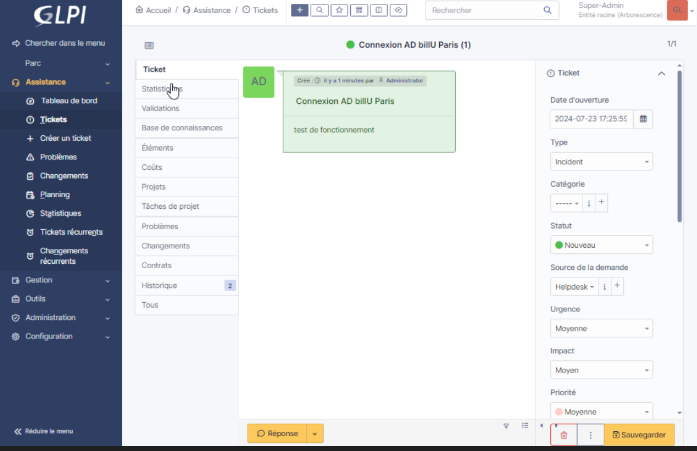 GLPI
Accueil / Assistance / Tickets
Rechercher
Super-Admin
Entité racine (Arborescence)
GL
Chercher dans le menu
Parc
Assistance
Tableau de bord
Tickets
Créer un ticket
Problèmes
Changements
Planning
Statistiques
Tickets récurrents
Changements
récurrents
Gestion
Outils
Administration
Configuration
Réduire le menu
Connexion AD billU Paris (1)
1/1
Ticket
Statistiques
Validations
Base de connaissances
Éléments
Coûts
Projets
Tâches de projet
Problèmes
Changements
Contrats
Historique 2
Tous
AD
Créé : il y a 1 minutes par Administrator
Connexion AD billU Paris
test de fonctionnement
Réponse
Ticket
Date d'ouverture
2024-07-23 17:25:59
Type
Incident
Catégorie
-----
Statut
Nouveau
Source de la demande
Helpdesk
Urgence
Moyenne
Impact
Moyen
Priorité
Moyenne
Sauvegarder